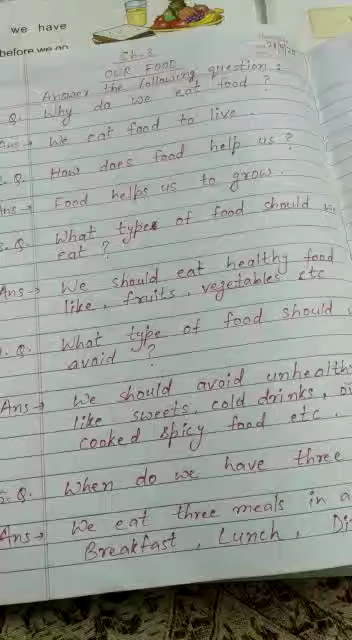 we have
before we go
Ch-2
OUR FOOD
Answer the following question:
Q. Why do we eat food?
Ans→ We eat food to live.
Q. How does food help us?
Ans→ Food helps us to grow.
Q. What types of food should
eat?
Ans→ We should eat healthy food
like, fruits, vegetables etc
Q. What type of food should
avoid?
Ans→ We should avoid unhealth
like sweets, cold drinks,
cooked spicy food etc.
Q. When do we have three
Ans→ We eat three meals in a
Breakfast, Lunch, Di